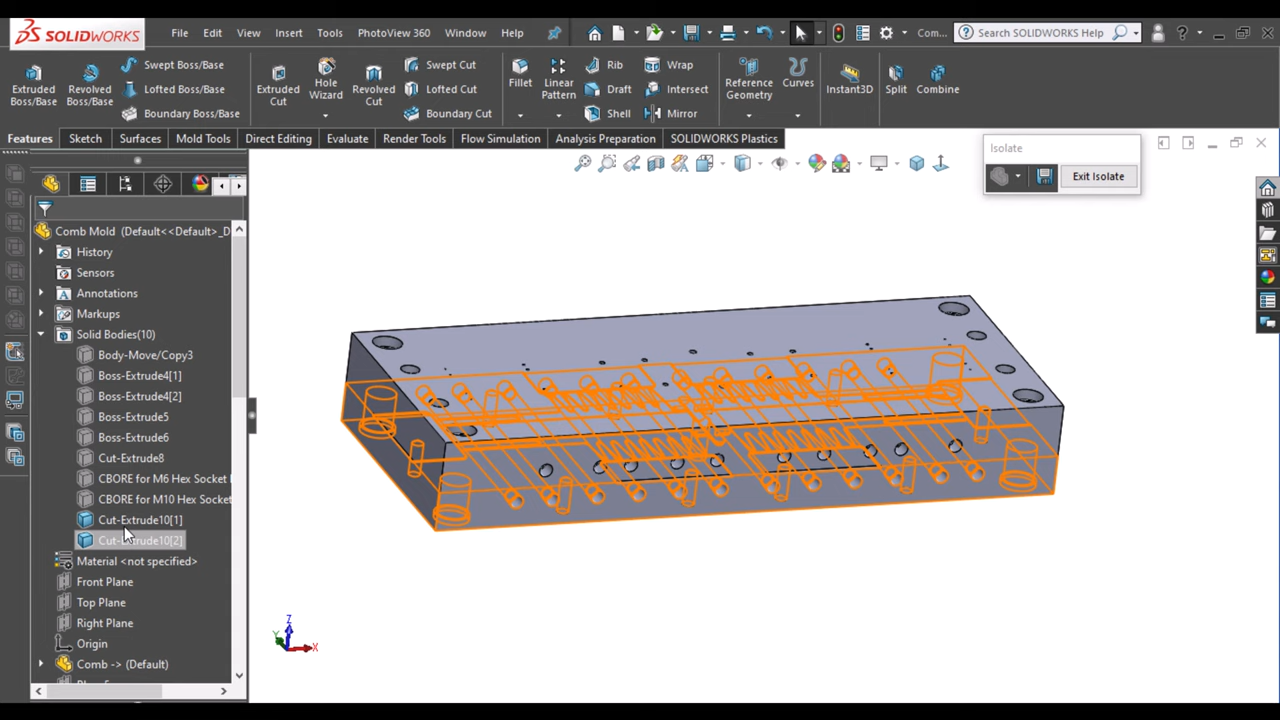 SOLIDWORKS File Edit View Insert Tools PhotoView 360 Window Help Com... Search SOLIDWORKS Help ?
Extruded Boss/Base
Revolved Boss/Base
Swept Boss/Base
Lofted Boss/Base
Boundary Boss/Base
Extruded Cut
Hole Wizard
Revolved Cut
Swept Cut
Lofted Cut
Boundary Cut
Fillet
Linear Pattern
Rib
Draft
Shell
Wrap
Intersect
Mirror
Reference Geometry
Curves
Instant3D
Split
Combine
Features Sketch Surfaces Mold Tools Direct Editing Evaluate Render Tools Flow Simulation Analysis Preparation SOLIDWORKS Plastics
Isolate
Exit Isolate
Comb Mold (Default<<Default>_D
History
Sensors
Annotations
Markups
Solid Bodies(10)
Body-Move/Copy3
Boss-Extrude4[1]
Boss-Extrude4[2]
Boss-Extrude5
Boss-Extrude6
Cut-Extrude8
CBORE for M6 Hex Socket
CBORE for M10 Hex Socket
Cut-Extrude10[1]
Cut-Extrude10[2]
Material <not specified>
Front Plane
Top Plane
Right Plane
Origin
Comb -> (Default)
Z
Y
X